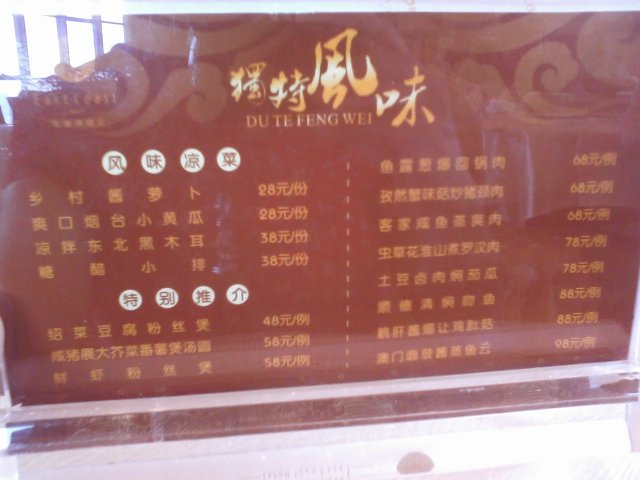 EastCoast
獨特風味
DU TE FENG WEI
风味凉菜
乡村酱萝卜 28元/份
爽口烟台小黄瓜 28元/份
凉拌东北黑木耳 38元/份
糖醋小排 38元/份
特别推介
绍菜豆腐粉丝煲 48元/例
咸猪展大芥菜番薯煲汤圆 58元/例
鲜虾粉丝煲 58元/例
鱼露葱爆 锅肉 68元/例
孜然蟹味菇炒猪颈肉 68元/例
客家咸鱼蒸爽肉 68元/例
虫草花淮山煮罗汉肉 78元/例
土豆卤肉焖茄瓜 78元/例
顺德清焖 鱼 88元/例
鹅肝酱爆让鸡肶菇 88元/例
澳门 豉酱蒸鱼云 98元/例